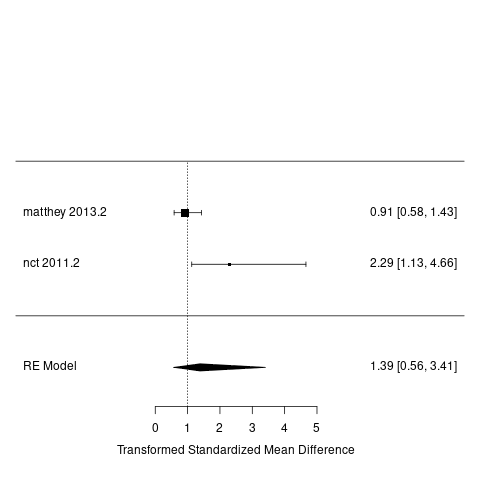 matthey 2013.2 0.91 [0.58, 1.43]
nct 2011.2 2.29 [1.13, 4.66]
RE Model 1.39 [0.56, 3.41]
0 1 2 3 4 5
Transformed Standardized Mean Difference